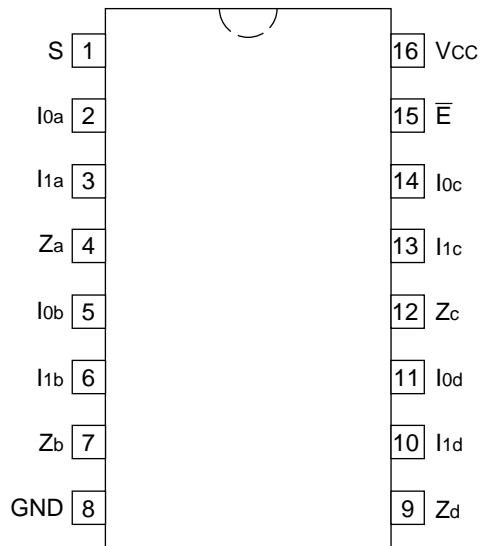 S 1 16 VCC
I0a 2 15 E̅
I1a 3 14 I0c
Za 4 13 I1c
I0b 5 12 Zc
I1b 6 11 I0d
Zb 7 10 I1d
GND 8 9 Zd